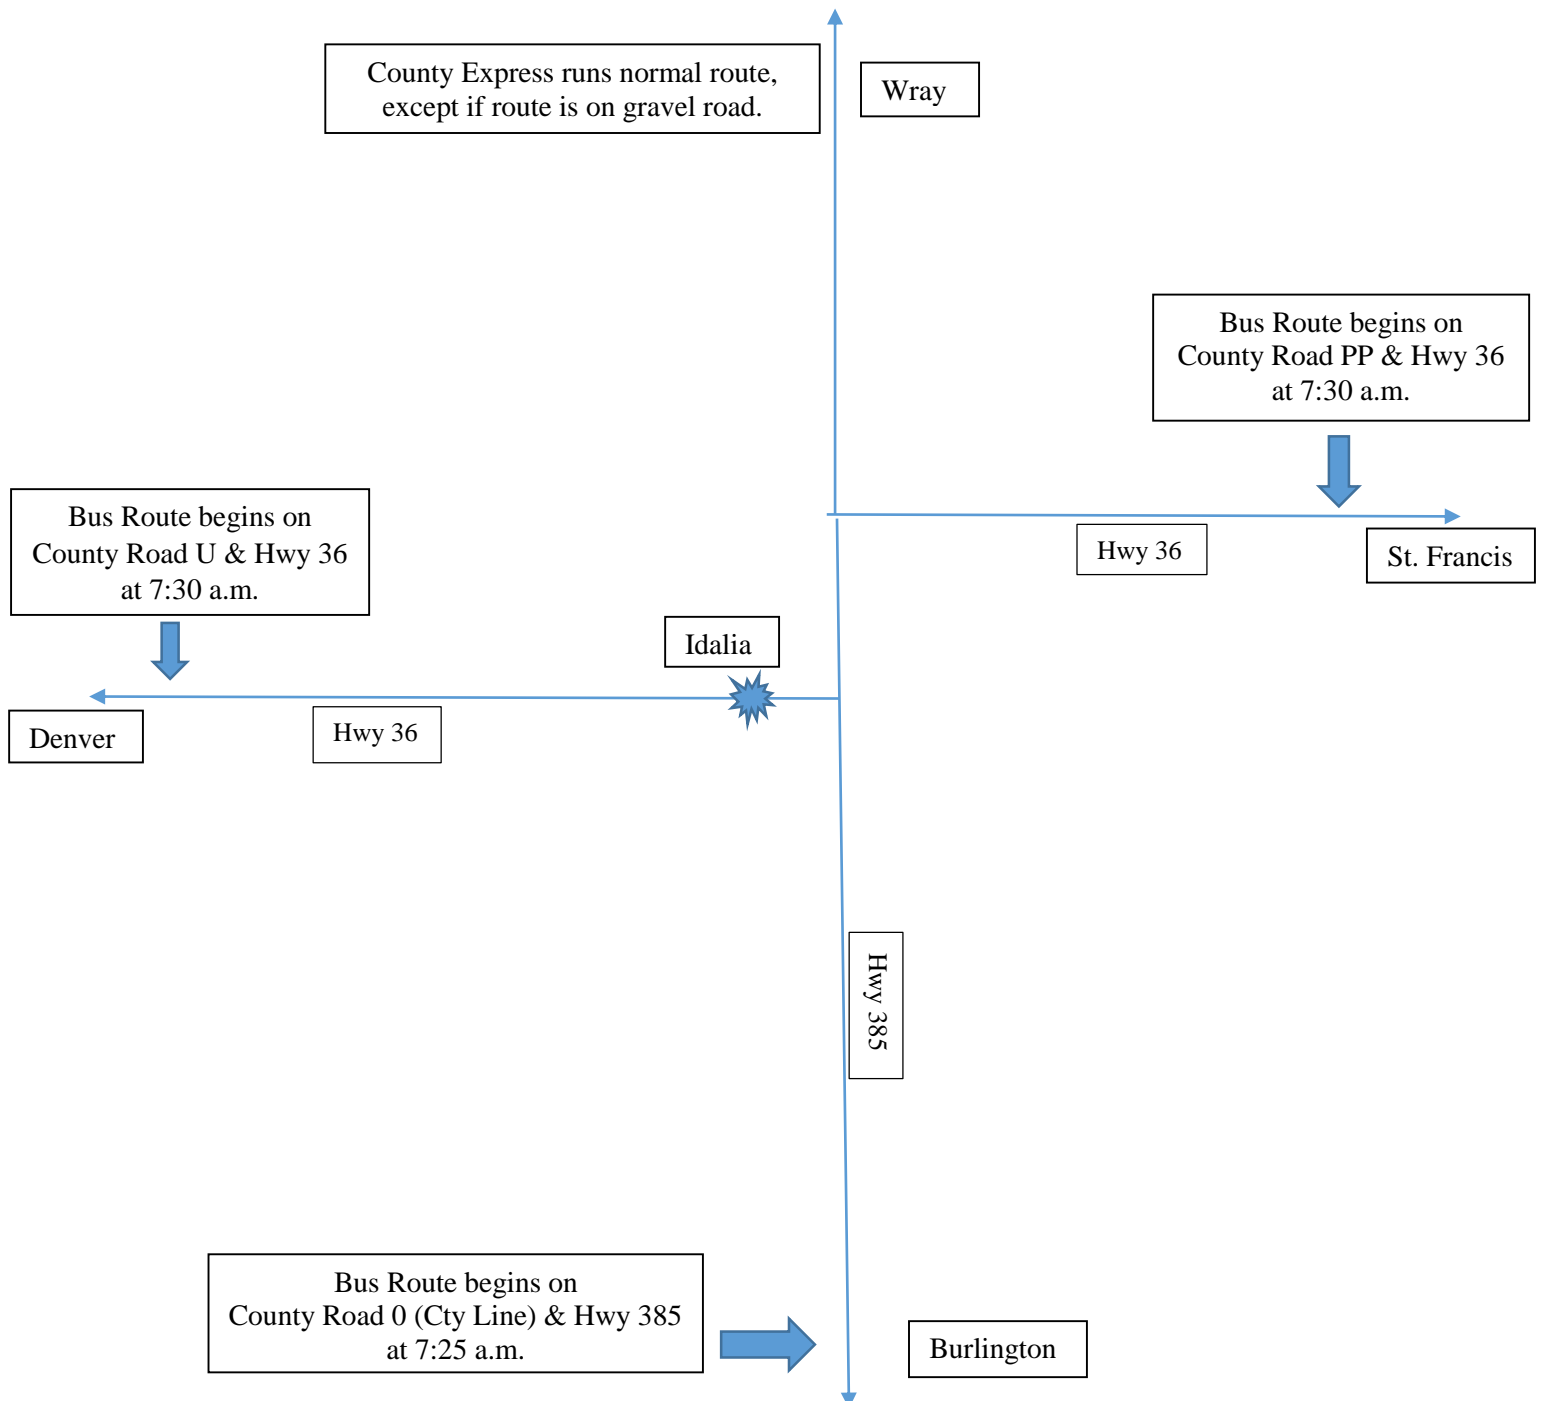 County Express runs normal route,
except if route is on gravel road.
Wray
Bus Route begins on
County Road PP & Hwy 36
at 7:30 a.m.
Bus Route begins on
County Road U & Hwy 36
at 7:30 a.m.
Hwy 36
St. Francis
Idalia
Denver
Hwy 36
Hwy 385
Bus Route begins on
County Road 0 (Cty Line) & Hwy 385
at 7:25 a.m.
Burlington